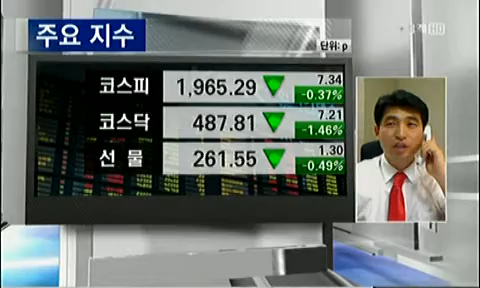 주요 지수
단위:p
코스피 1,965.29 ▼ 7.34 -0.37%
코스닥 487.81 ▼ 7.21 -1.46%
선물 261.55 ▼ 1.30 -0.49%